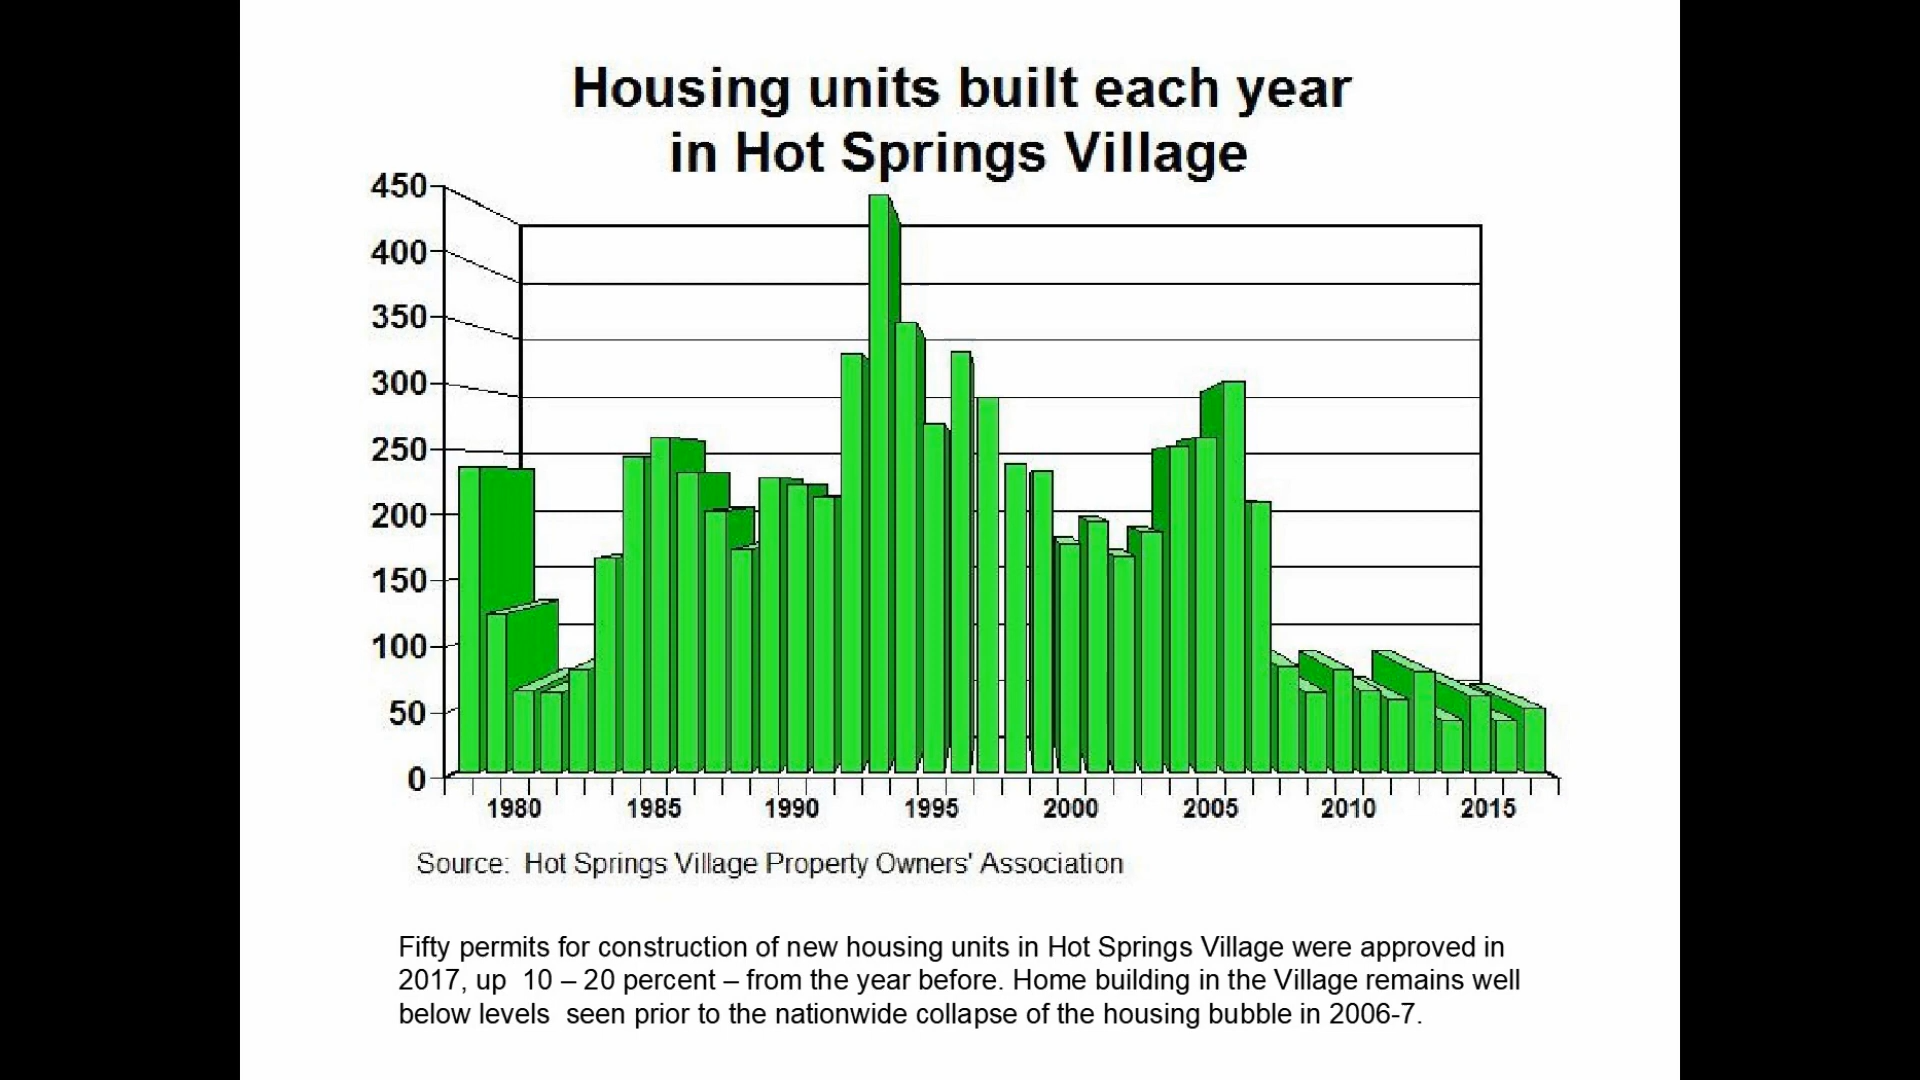 Housing units built each year
in Hot Springs Village
450
400
350
300
250
200
150
100
50
0
1980 1985 1990 1995 2000 2005 2010 2015
Source: Hot Springs Village Property Owners' Association
Fifty permits for construction of new housing units in Hot Springs Village were approved in
2017, up 10 – 20 percent – from the year before. Home building in the Village remains well
below levels seen prior to the nationwide collapse of the housing bubble in 2006-7.